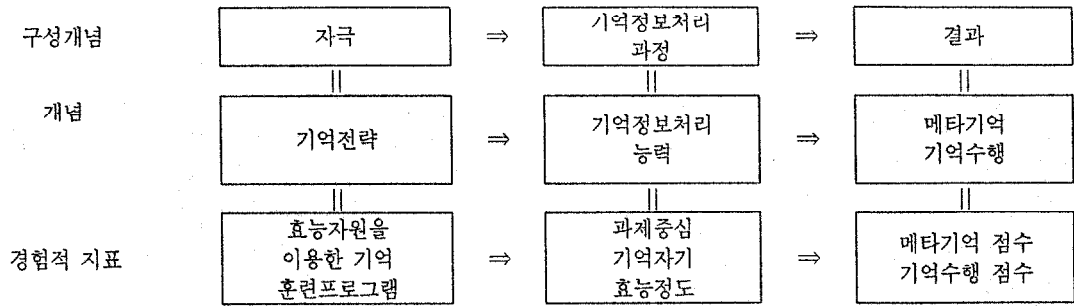 구성개념
자극 ⇒ 기억정보처리 과정 ⇒ 결과
개념
기억전략 ⇒ 기억정보처리 능력 ⇒ 메타기억 기억수행
경험적 지표
효능자원을 이용한 기억 훈련프로그램 ⇒ 과제중심 기억자기 효능정도 ⇒ 메타기억 점수 기억수행 점수